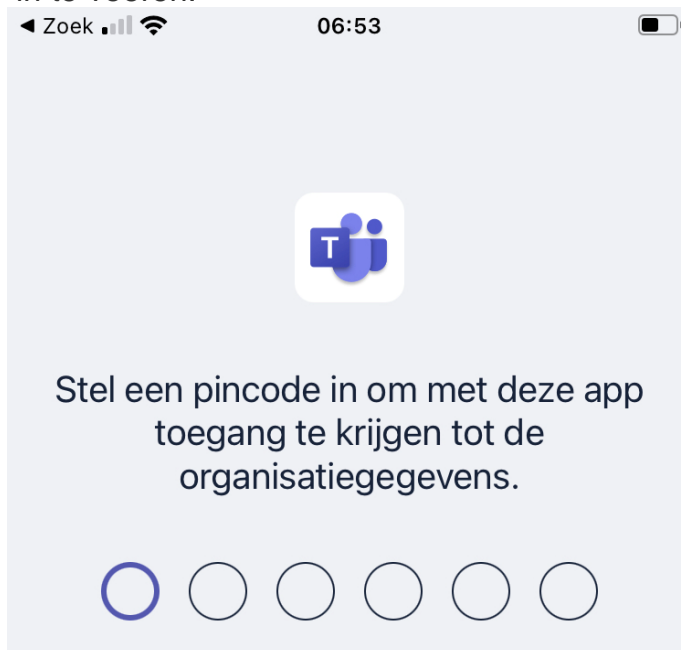 ◀ Zoek
06:53
T
Stel een pincode in om met deze app
toegang te krijgen tot de
organisatiegegevens.